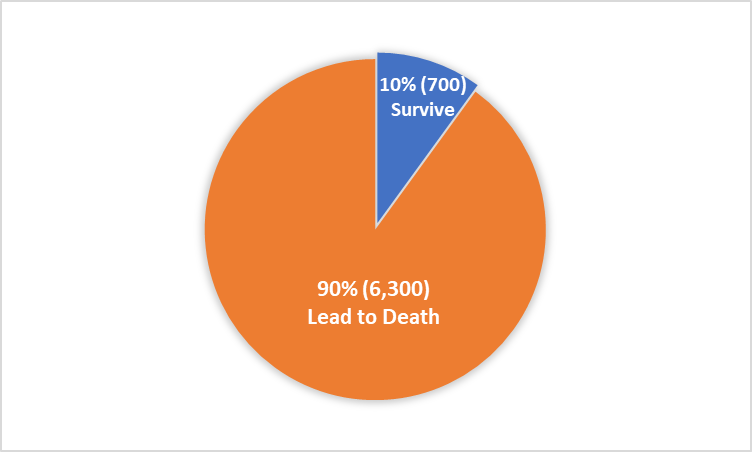 10% (700)
Survive
90% (6,300)
Lead to Death